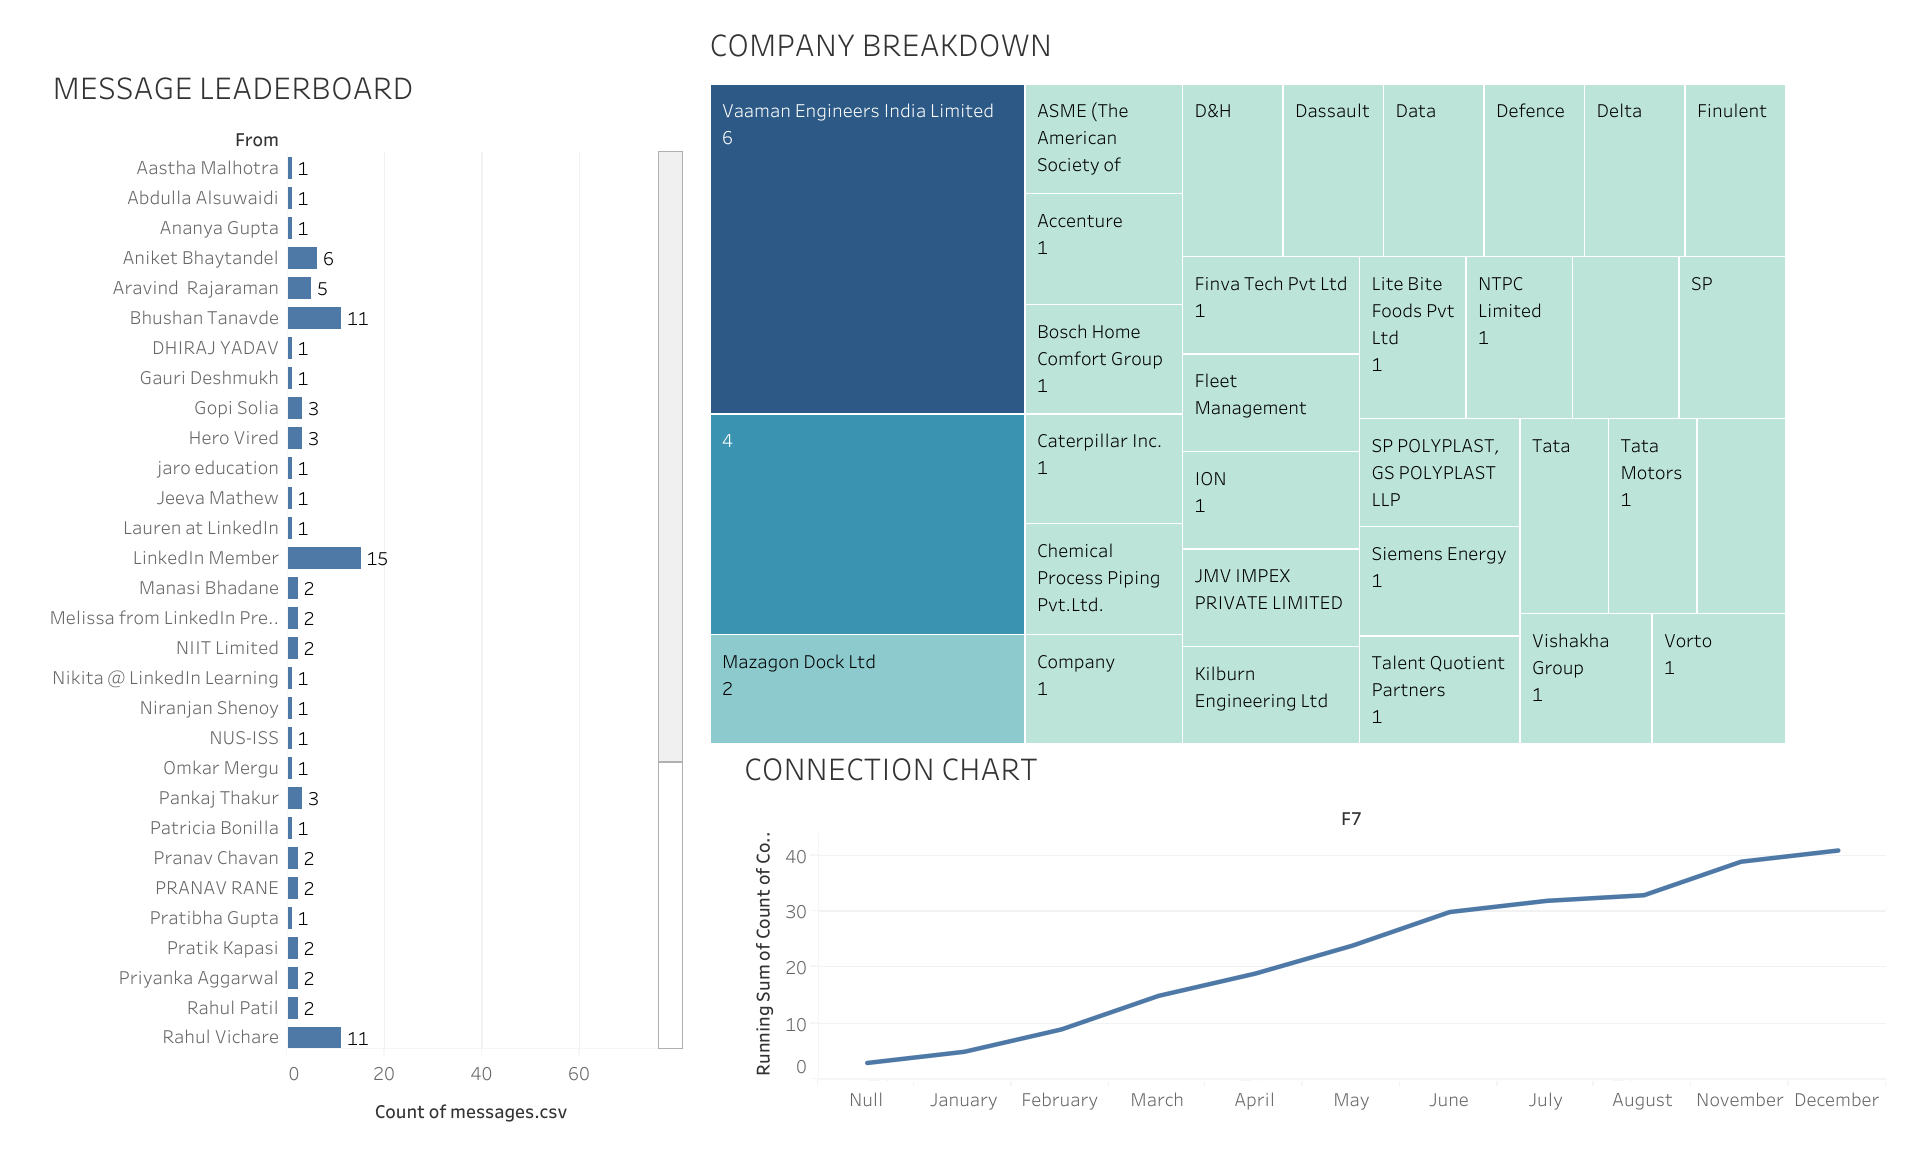 MESSAGE LEADERBOARD
From
Aastha Malhotra 1
Abdulla Alsuwaidi 1
Ananya Gupta 1
Aniket Bhaytandel 6
Aravind  Rajaraman 5
Bhushan Tanavde 11
DHIRAJ YADAV 1
Gauri Deshmukh 1
Gopi Solia 3
Hero Vired 3
jaro education 1
Jeeva Mathew 1
Lauren at LinkedIn 1
LinkedIn Member 15
Manasi Bhadane 2
Melissa from LinkedIn Pre.. 2
NIIT Limited 2
Nikita @ LinkedIn Learning 1
Niranjan Shenoy 1
NUS-ISS 1
Omkar Mergu 1
Pankaj Thakur 3
Patricia Bonilla 1
Pranav Chavan 2
PRANAV RANE 2
Pratibha Gupta 1
Pratik Kapasi 2
Priyanka Aggarwal 2
Rahul Patil 2
Rahul Vichare 11
0 20 40 60
Count of messages.csv
COMPANY BREAKDOWN
Vaaman Engineers India Limited
6
4
Mazagon Dock Ltd
2
ASME (The
American
Society of
Accenture
1
Bosch Home
Comfort Group
1
Caterpillar Inc.
1
Chemical
Process Piping
Pvt.Ltd.
Company
1
D&H
Dassault
Data
Defence
Delta
Finulent
Finva Tech Pvt Ltd
1
Fleet
Management
ION
1
JMV IMPEX
PRIVATE LIMITED
Kilburn
Engineering Ltd
Lite Bite
Foods Pvt
Ltd
1
NTPC
Limited
1
SP
SP POLYPLAST,
GS POLYPLAST
LLP
Siemens Energy
1
Talent Quotient
Partners
1
Tata
Tata
Motors
1
Vishakha
Group
1
Vorto
1
CONNECTION CHART
F7
Running Sum of Count of Co..
40
30
20
10
0
Null January February March April May June July August November December